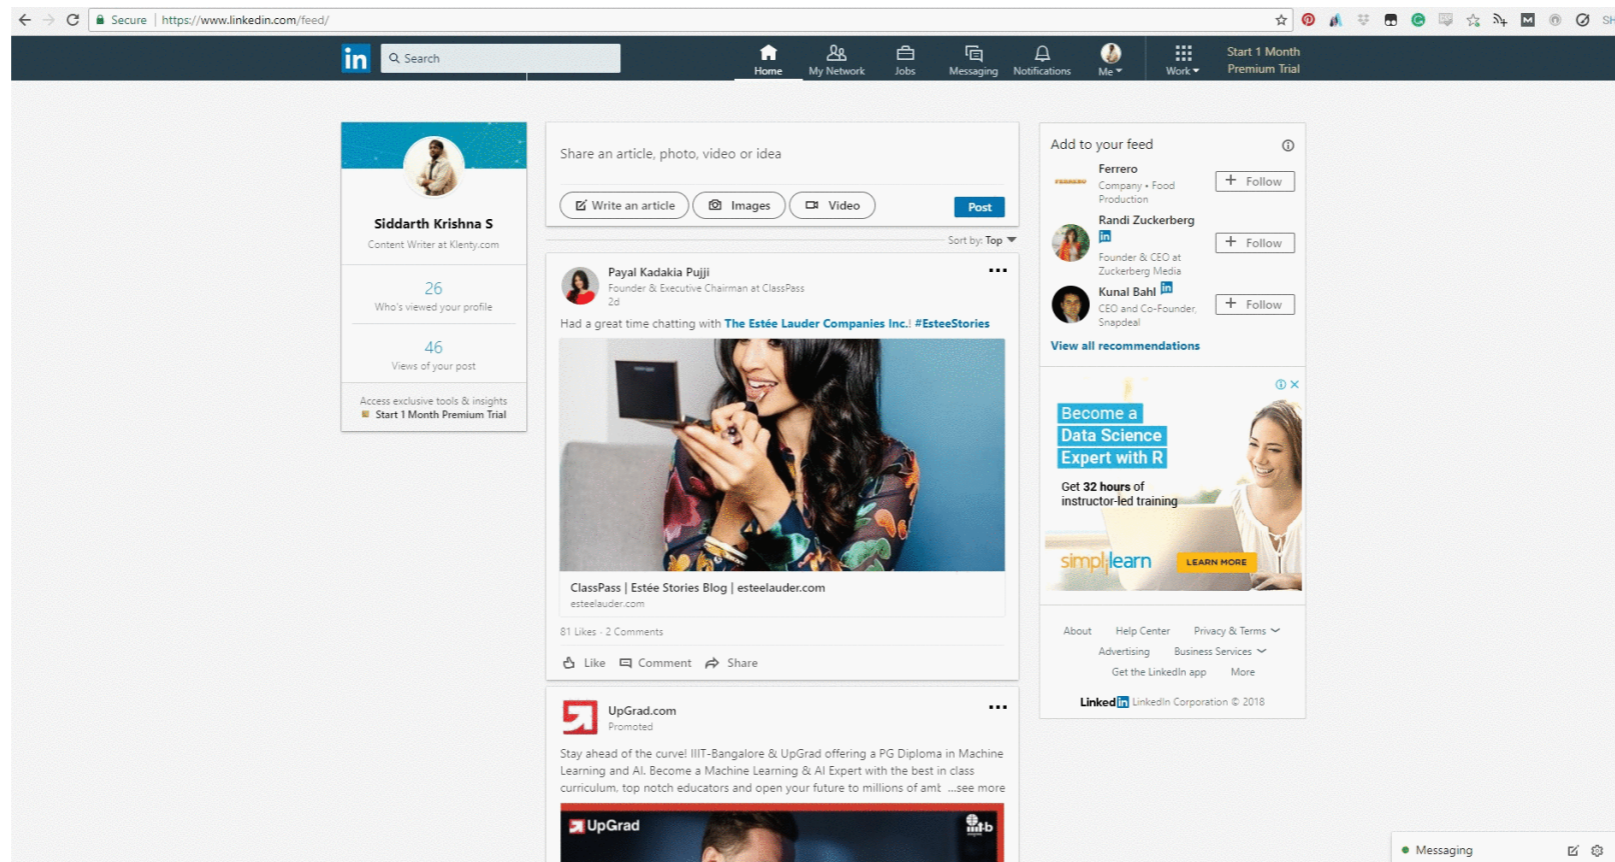 Secure | https://www.linkedin.com/feed/
in
Search
Home
My Network
Jobs
Messaging
Notifications
Me
Work
Start 1 Month
Premium Trial
Siddarth Krishna S
Content Writer at Klenty.com
26
Who's viewed your profile
46
Views of your post
Access exclusive tools & insights
Start 1 Month Premium Trial
Share an article, photo, video or idea
Write an article
Images
Video
Post
Sort by: Top
Payal Kadakia Pujji
Founder & Executive Chairman at ClassPass
2d
Had a great time chatting with The Estée Lauder Companies Inc.! #EsteeStories
ClassPass | Estée Stories Blog | esteelauder.com
esteelauder.com
81 Likes · 2 Comments
Like
Comment
Share
UpGrad.com
Promoted
Stay ahead of the curve! IIIT-Bangalore & UpGrad offering a PG Diploma in Machine
Learning and AI. Become a Machine Learning & AI Expert with the best in class
curriculum, top notch educators and open your future to millions of amb ...see more
UpGrad
Add to your feed
FERRERO
Ferrero
Company • Food
Production
Follow
Randi Zuckerberg
in
Founder & CEO at
Zuckerberg Media
Follow
Kunal Bahl in
CEO and Co-Founder,
Snapdeal
Follow
View all recommendations
Become a
Data Science
Expert with R
Get 32 hours of
instructor-led training
simplilearn
LEARN MORE
About
Help Center
Privacy & Terms
Advertising
Business Services
Get the LinkedIn app
More
Linkedin LinkedIn Corporation © 2018
Messaging